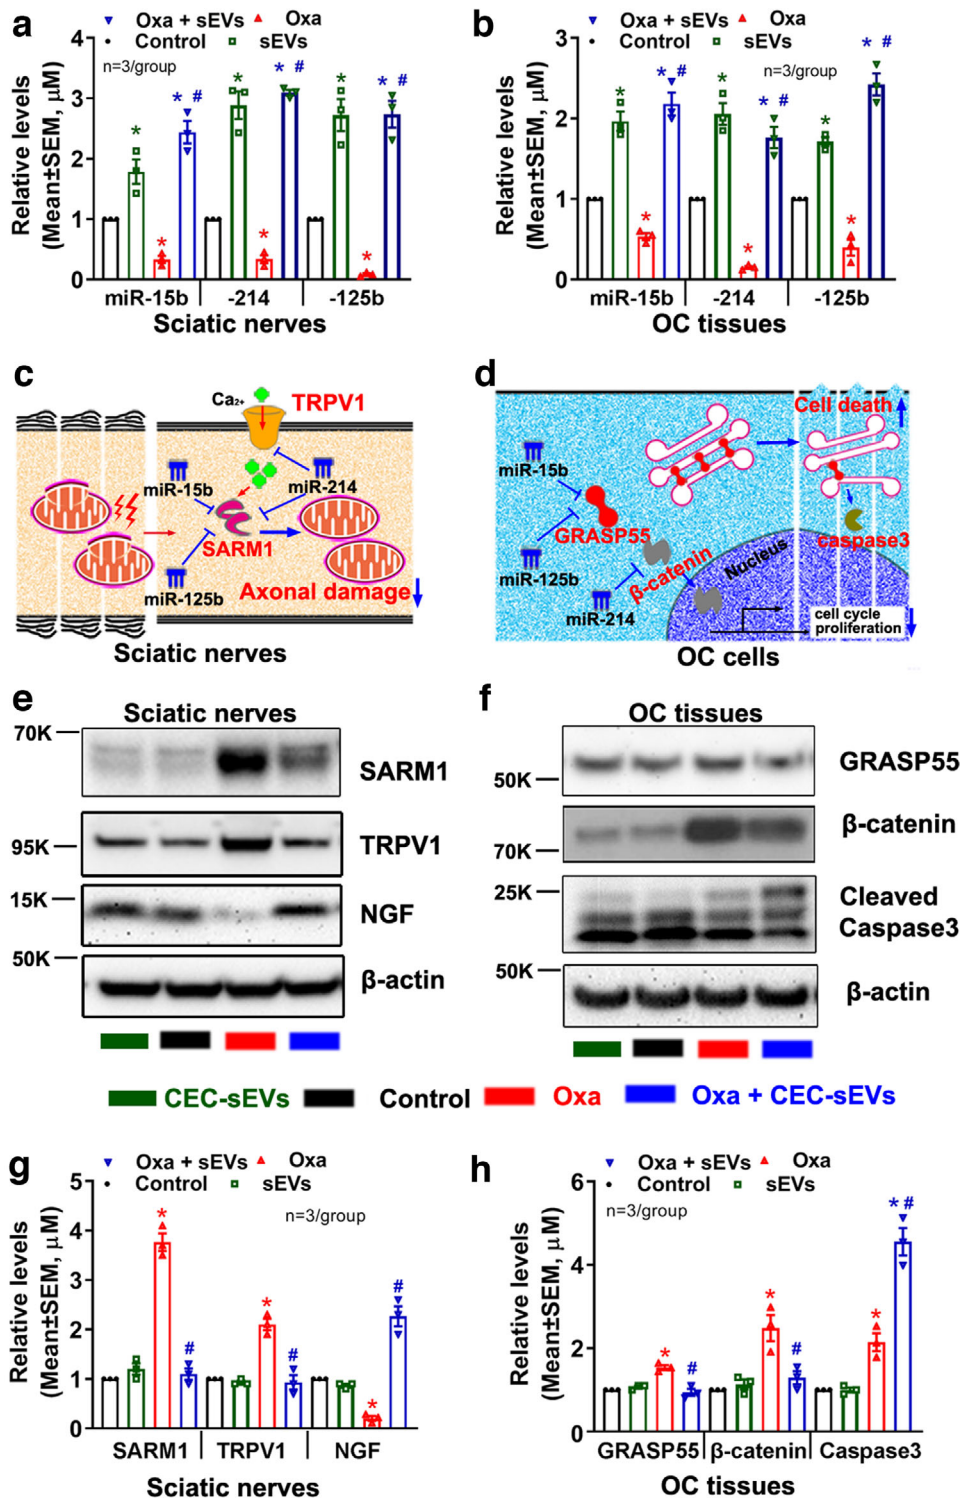 a
Oxa + sEVs
Oxa
Control
sEVs
n=3/group
Relative levels
(Mean±SEM, μM)
4
3
2
1
0
*
*
* #
*
*
* #
*
*
* #
miR-15b
-214
-125b
Sciatic nerves
b
Oxa + sEVs
Oxa
Control
sEVs
n=3/group
Relative levels
(Mean±SEM, μM)
3
2
1
0
*
*
* #
*
*
* #
*
*
* #
miR-15b
-214
-125b
OC tissues
c
Ca2+
TRPV1
miR-15b
miR-214
SARM1
miR-125b
Axonal damage
Sciatic nerves
d
Cell death
miR-15b
GRASP55
caspase3
miR-125b
β-catenin
Nucleus
miR-214
cell cycle
proliferation
OC cells
e
Sciatic nerves
70K
SARM1
95K
TRPV1
15K
NGF
50K
β-actin
f
OC tissues
50K
GRASP55
70K
β-catenin
25K
Cleaved
Caspase3
50K
β-actin
CEC-sEVs
Control
Oxa
Oxa + CEC-sEVs
g
Oxa + sEVs
Oxa
Control
sEVs
n=3/group
Relative levels
(Mean±SEM, μM)
5
4
3
2
1
0
*
#
*
#
*
#
SARM1
TRPV1
NGF
Sciatic nerves
h
Oxa + sEVs
Oxa
Control
sEVs
n=3/group
Relative levels
(Mean±SEM, μM)
6
4
2
0
*
#
*
#
*
* #
GRASP55
β-catenin
Caspase3
OC tissues